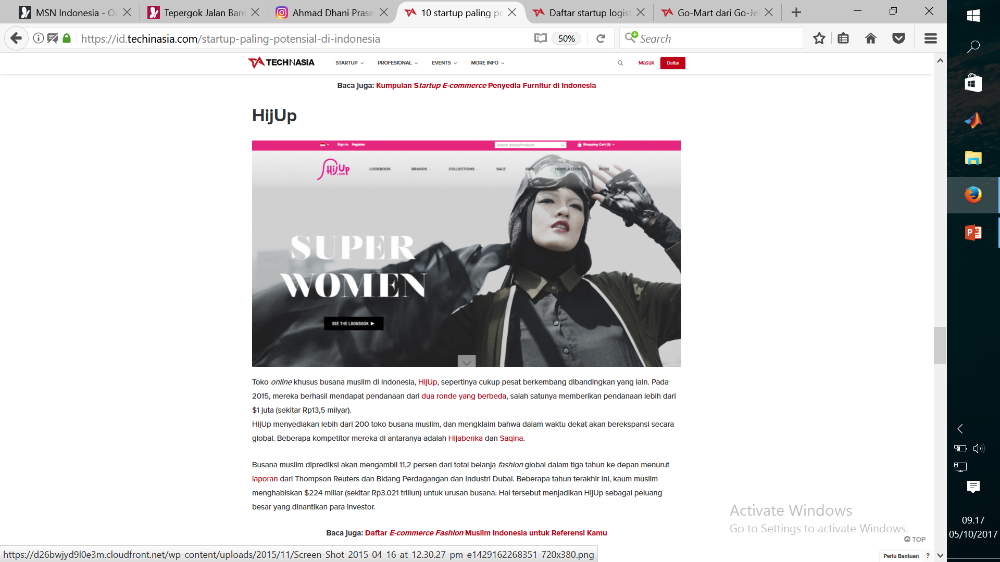 MSN Indonesia - Ou
Tepergok Jalan Bare
Ahmad Dhani Prase
10 startup paling po
Daftar startup logist
Go-Mart dari Go-Jek
https://id.techinasia.com/startup-paling-potensial-di-indonesia
50%
Search
TECHINASIA
STARTUP
PROFESIONAL
EVENTS
MORE INFO
Masuk
Daftar
Baca juga: Kumpulan Startup E-commerce Penyedia Furnitur di Indonesia
HijUp
Sign In Register
Search Brand/Products
Shopping Cart (0)
HijUp.com
LOOKBOOK
BRANDS
COLLECTIONS
SALE
KIDS
HOME & LIVING
BLOG
SUPER
WOMEN
SEE THE LOOKBOOK
Toko online khusus busana muslim di Indonesia, HijUp, sepertinya cukup pesat berkembang dibandingkan yang lain. Pada
2015, mereka berhasil mendapat pendanaan dari dua ronde yang berbeda, salah satunya memberikan pendanaan lebih dari
$1 juta (sekitar Rp13,5 milyar).
HijUp menyediakan lebih dari 200 toko busana muslim, dan mengklaim bahwa dalam waktu dekat akan berekspansi secara
global. Beberapa kompetitor mereka di antaranya adalah Hijabenka dan Saqina.
Busana muslim diprediksi akan mengambil 11,2 persen dari total belanja fashion global dalam tiga tahun ke depan menurut
laporan dari Thompson Reuters dan Bidang Perdagangan dan Industri Dubai. Beberapa tahun terakhir ini, kaum muslim
menghabiskan $224 miliar (sekitar Rp3.021 triliun) untuk urusan busana. Hal tersebut menjadikan HijUp sebagai peluang
besar yang dinantikan para investor.
Baca juga: Daftar E-commerce Fashion Muslim Indonesia untuk Referensi Kamu
Activate Windows
Go to Settings to activate Windows.
TOP
Perlu Bantuan ?
https://d26bwjyd9l0e3m.cloudfront.net/wp-content/uploads/2015/11/Screen-Shot-2015-04-16-at-12.30.27-pm-e1429162268351-720x380.png
09.17
05/10/2017